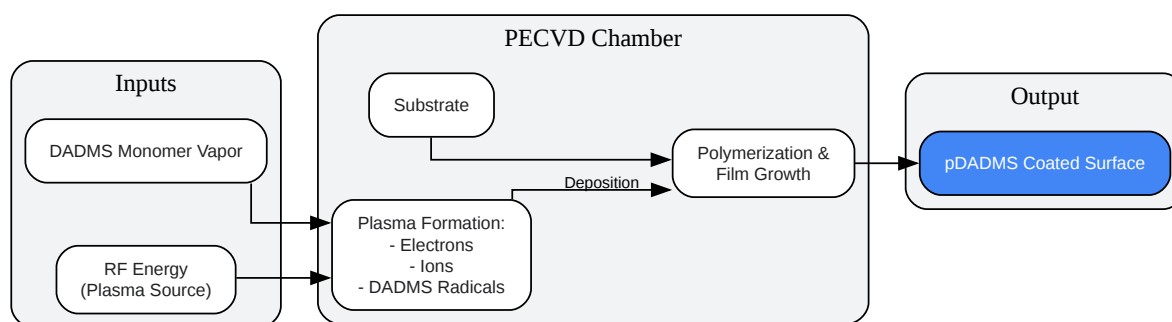 PECVD Chamber
Inputs
Substrate
Output
DADMS Monomer Vapor
Polymerization &
Film Growth
pDADMS Coated Surface
Deposition
Plasma Formation:
- Electrons
- Ions
- DADMS Radicals
RF Energy
(Plasma Source)